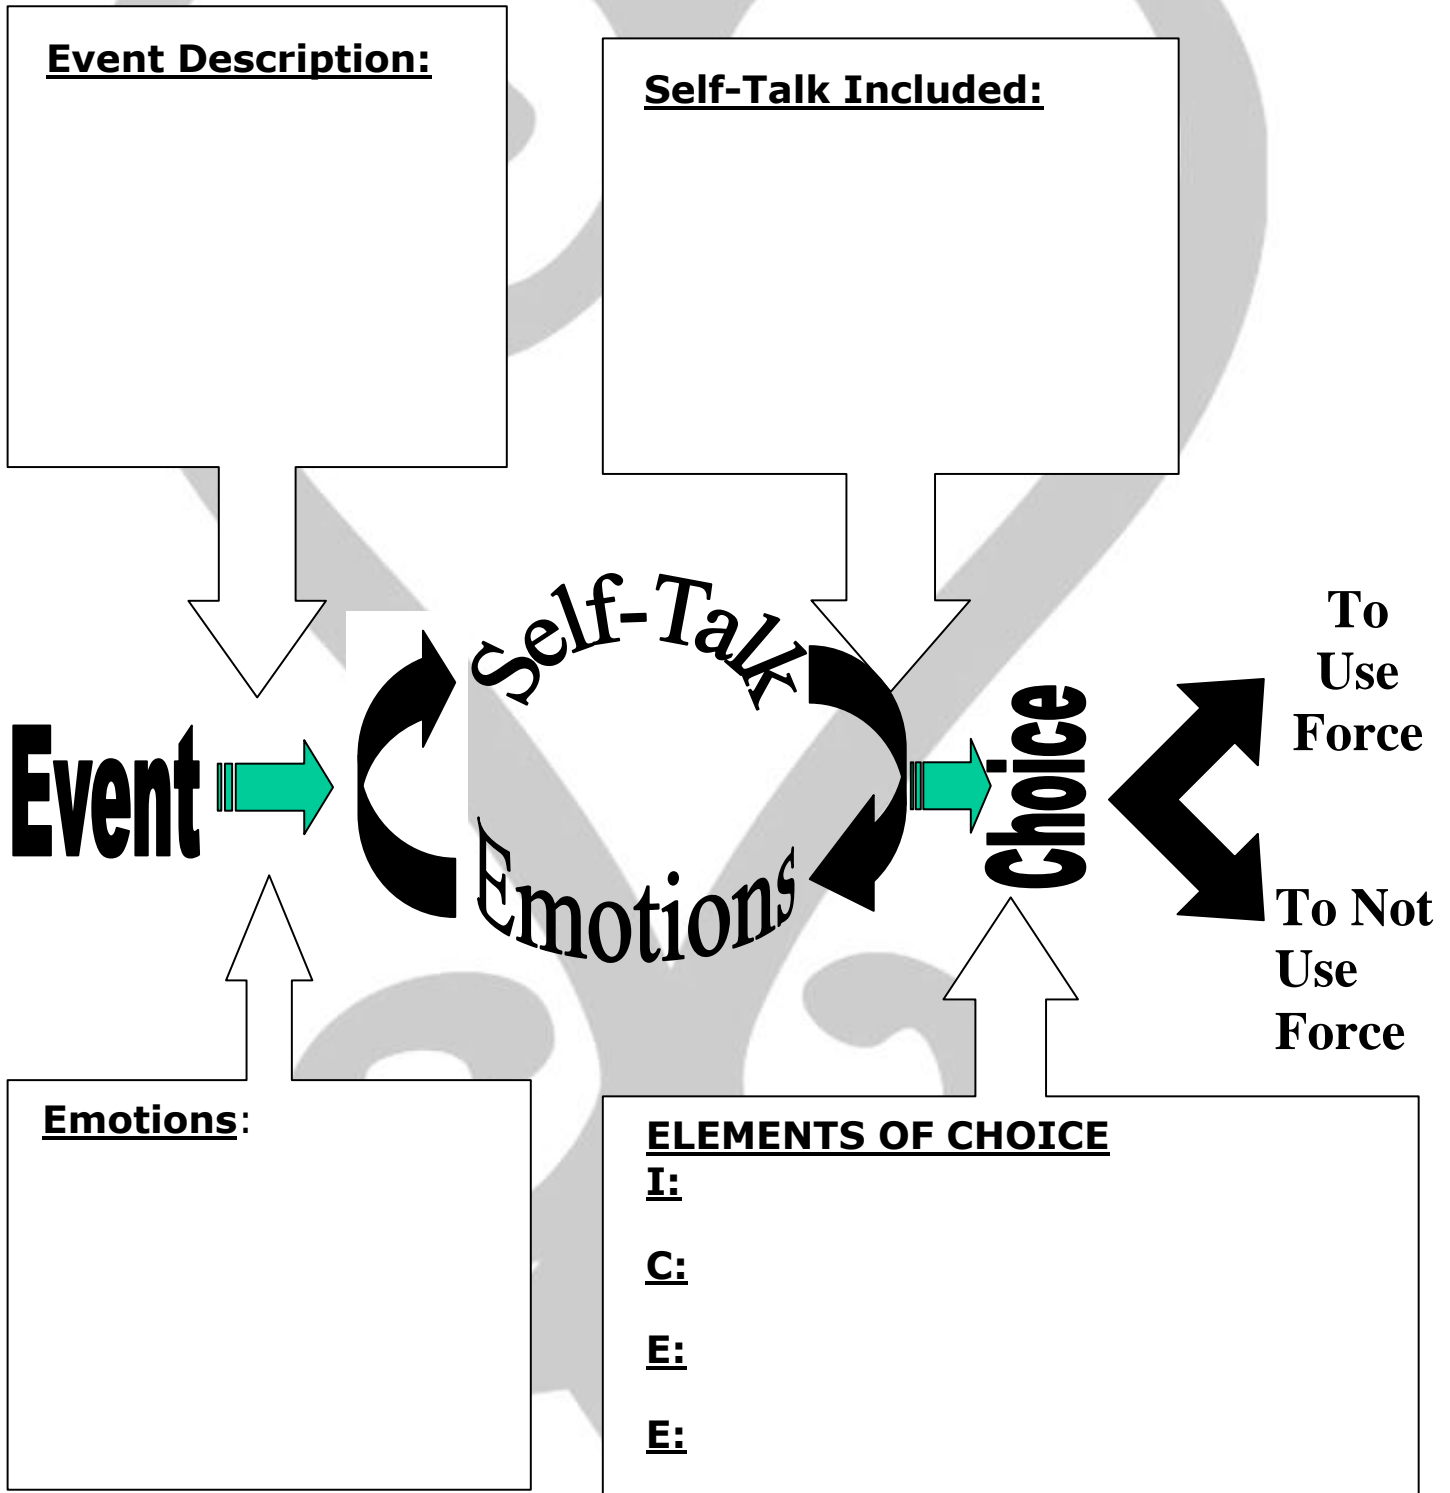 Event Description:
Self-Talk Included:
Self-Talk
To
Use
Force
Event
Choice
Emotions
To Not
Use
Force
Emotions:
ELEMENTS OF CHOICE
I:
C:
E:
E: